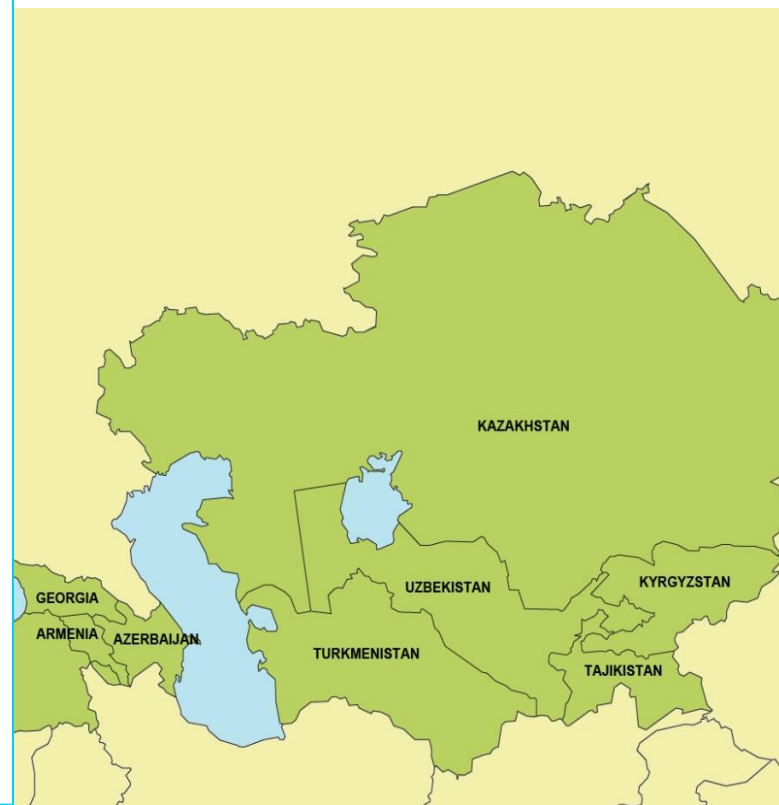 KAZAKHSTAN
UZBEKISTAN
KYRGYZSTAN
GEORGIA
ARMENIA
AZERBAIJAN
TURKMENISTAN
TAJIKISTAN